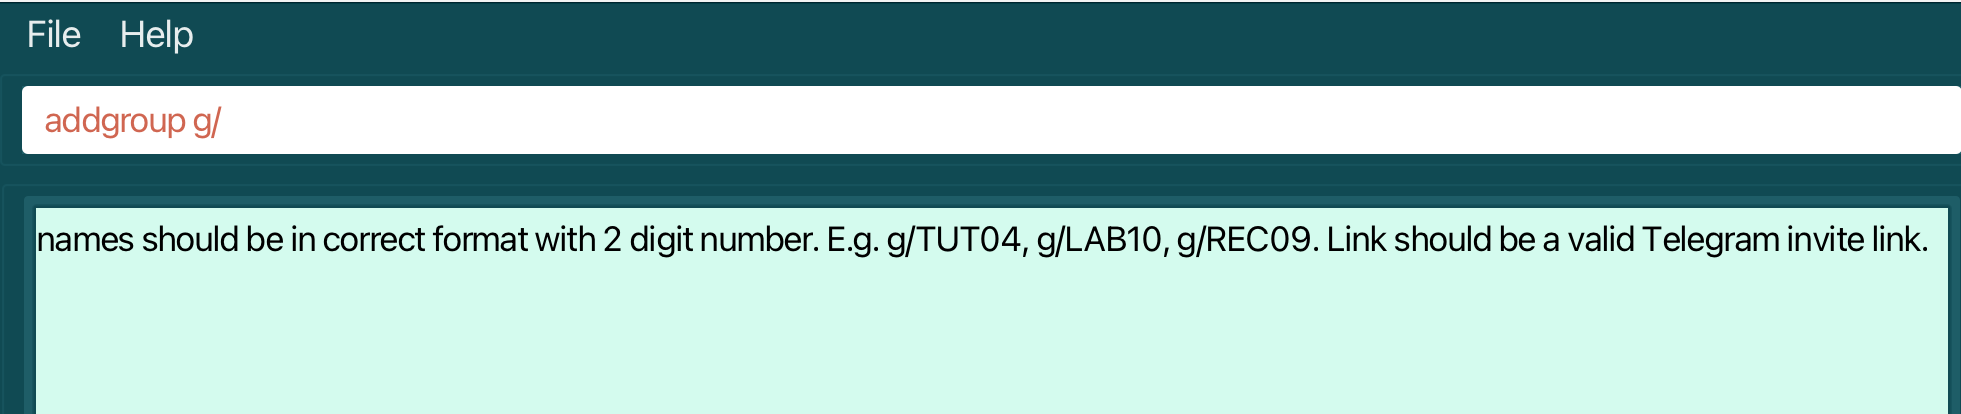 File Help
addgroup g/
names should be in correct format with 2 digit number. E.g. g/TUT04, g/LAB10, g/REC09. Link should be a valid Telegram invite link.